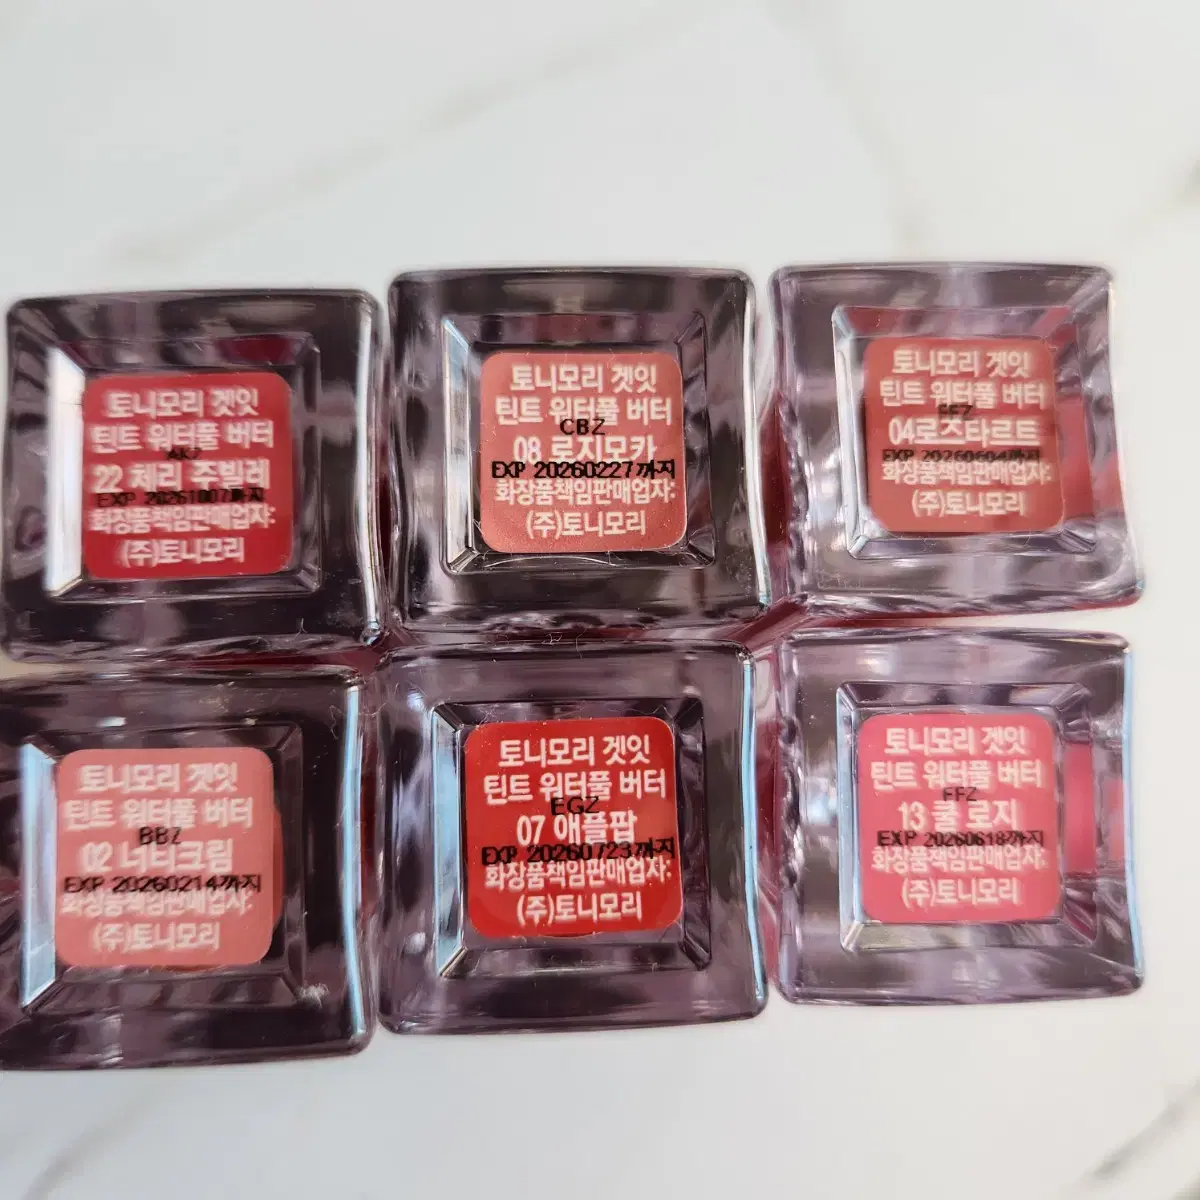 토니모리 겟잇
틴트 워터풀 버터
AKZ
22 체리 주빌레
EXP 20261007까지
화장품책임판매업자:
(주)토니모리
토니모리 겟잇
틴트 워터풀 버터
CBZ
08 로지모카
EXP 20260227까지
화장품책임판매업자:
(주)토니모리
토니모리 겟잇
틴트 워터풀 버터
FFZ
04로즈타르트
EXP 20260604까지
화장품책임판매업자:
(주)토니모리
토니모리 겟잇
틴트 워터풀 버터
BBZ
02 너티크림
EXP 20260214까지
화장품책임판매업자:
(주)토니모리
토니모리 겟잇
틴트 워터풀 버터
EGZ
07 애플팝
EXP 20260723까지
화장품책임판매업자:
(주)토니모리
토니모리 겟잇
틴트 워터풀 버터
FFZ
13 쿨 로지
EXP 20260618까지
화장품책임판매업자:
(주)토니모리